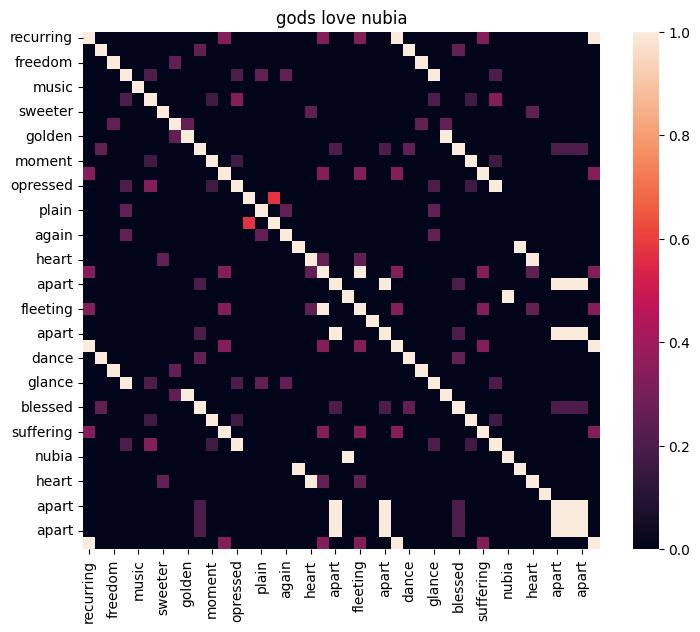 gods love nubia
recurring
freedom
music
sweeter
golden
moment
opressed
plain
again
heart
apart
fleeting
apart
dance
glance
blessed
suffering
nubia
heart
apart
apart
1.0
0.8
0.6
0.4
0.2
0.0
recurring
freedom
music
sweeter
golden
moment
opressed
plain
again
heart
apart
fleeting
apart
dance
glance
blessed
suffering
nubia
heart
apart
apart